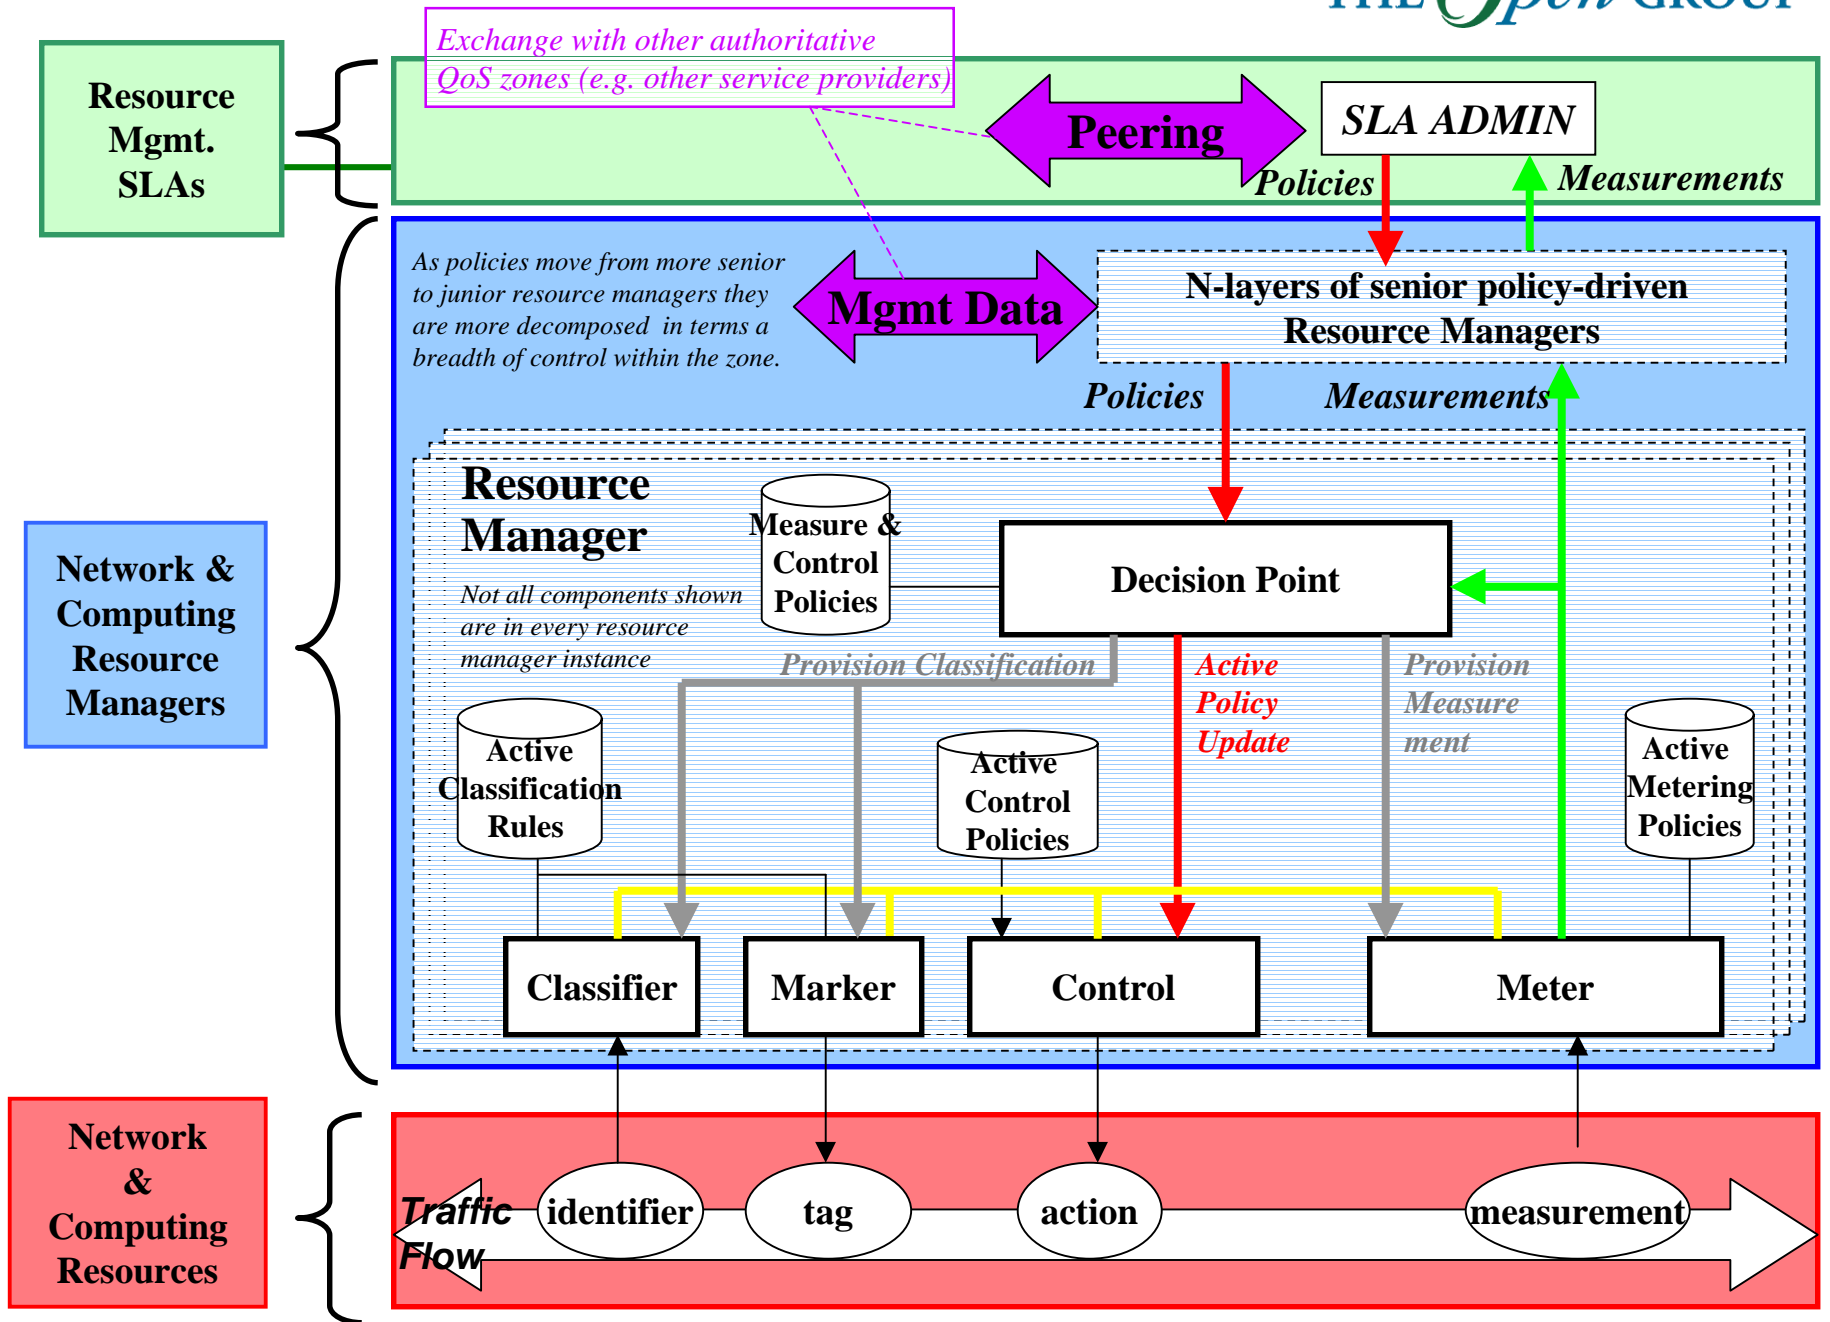 THE Open GROUP
Exchange with other authoritative
QoS zones (e.g. other service providers)
Resource
Mgmt.
SLAs
Peering
SLA ADMIN
Policies
Measurements
As policies move from more senior
to junior resource managers they
are more decomposed in terms a
breadth of control within the zone.
Mgmt Data
N-layers of senior policy-driven
Resource Managers
Policies
Measurements
Resource
Manager
Not all components shown
are in every resource
manager instance
Measure &
Control
Policies
Decision Point
Network &
Computing
Resource
Managers
Provision Classification
Active
Policy
Update
Provision
Measure
ment
Active
Classification
Rules
Active
Control
Policies
Active
Metering
Policies
Classifier
Marker
Control
Meter
Network
&
Computing
Resources
Traffic
Flow
identifier
tag
action
measurement